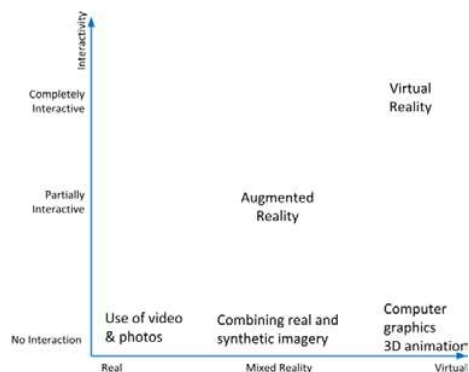 Interactivity
Completely
Interactive
Virtual
Reality
Partially
Interactive
Augmented
Reality
No Interaction
Use of video
& photos
Combining real and
synthetic imagery
Computer
graphics
3D animation
Real
Mixed Reality
Virtual